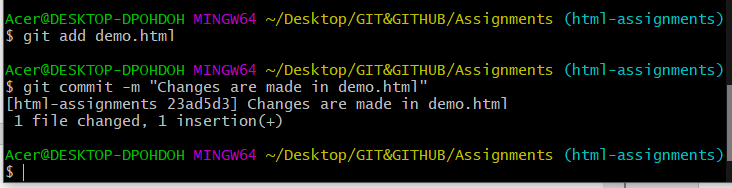 Acer@DESKTOP-DPOHDOH MINGW64 ~/Desktop/GIT&GITHUB/Assignments (html-assignments)
$ git add demo.html
Acer@DESKTOP-DPOHDOH MINGW64 ~/Desktop/GIT&GITHUB/Assignments (html-assignments)
$ git commit -m "Changes are made in demo.html"
[html-assignments 23ad5d3] Changes are made in demo.html
 1 file changed, 1 insertion(+)
Acer@DESKTOP-DPOHDOH MINGW64 ~/Desktop/GIT&GITHUB/Assignments (html-assignments)
$